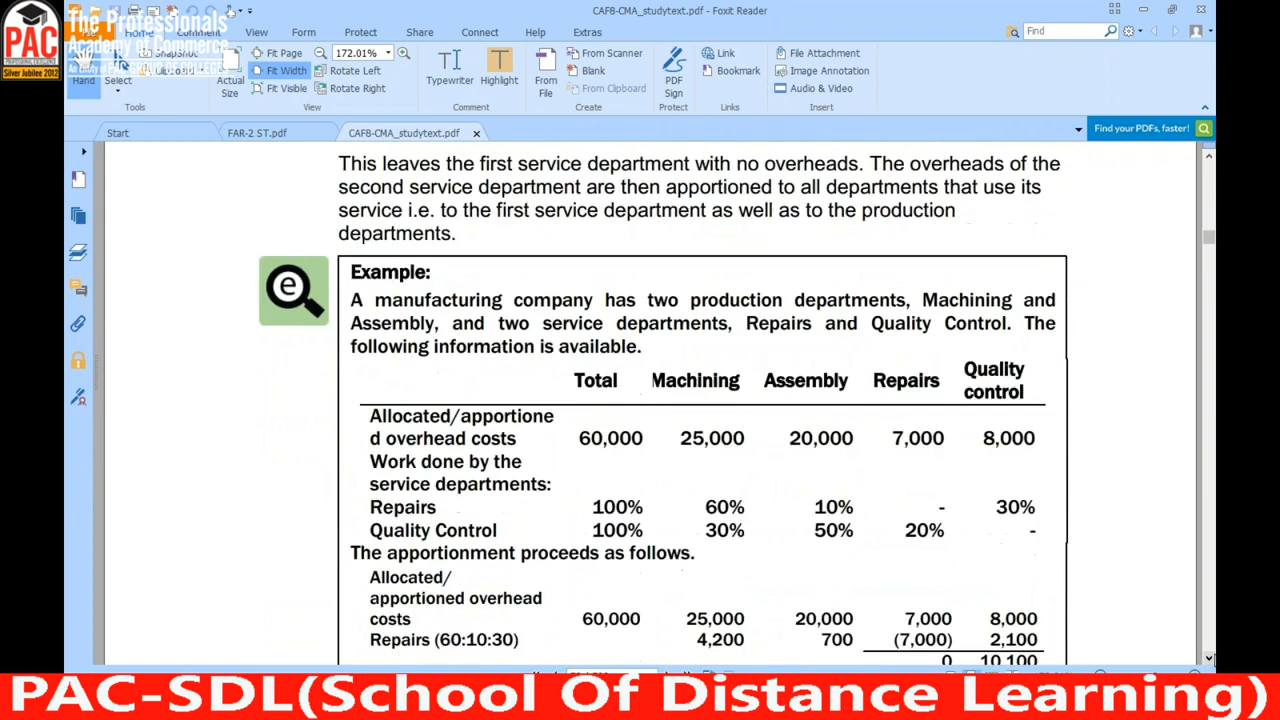 CAF8-CMA_studytext.pdf - Foxit Reader
The Professionals
Academy of Commerce
PAC
Silver Jubilee 2012
Home View Form Protect Share Connect Help Extras
Find
Hand
Select
Snapshot
Clipboard
Actual
Size
Fit Page
Fit Width
Fit Visible
172.01%
Rotate Left
Rotate Right
Typewriter
Highlight
From
File
From Scanner
Blank
From Clipboard
PDF
Sign
Link
Bookmark
File Attachment
Image Annotation
Audio & Video
Tools View Comment Create Protect Links Insert
Start FAR-2 ST.pdf CAF8-CMA_studytext.pdf
Find your PDFs, faster!
This leaves the first service department with no overheads. The overheads of the
second service department are then apportioned to all departments that use its
service i.e. to the first service department as well as to the production
departments.
e
Example:
A manufacturing company has two production departments, Machining and
Assembly, and two service departments, Repairs and Quality Control. The
following information is available.
Total Machining Assembly Repairs Quality control
Allocated/apportione
d overhead costs 60,000 25,000 20,000 7,000 8,000
Work done by the
service departments:
Repairs 100% 60% 10% - 30%
Quality Control 100% 30% 50% 20% -
The apportionment proceeds as follows.
Allocated/
apportioned overhead
costs 60,000 25,000 20,000 7,000 8,000
Repairs (60:10:30) 4,200 700 (7,000) 2,100
0 10,100
PAC-SDL(School Of Distance Learning)